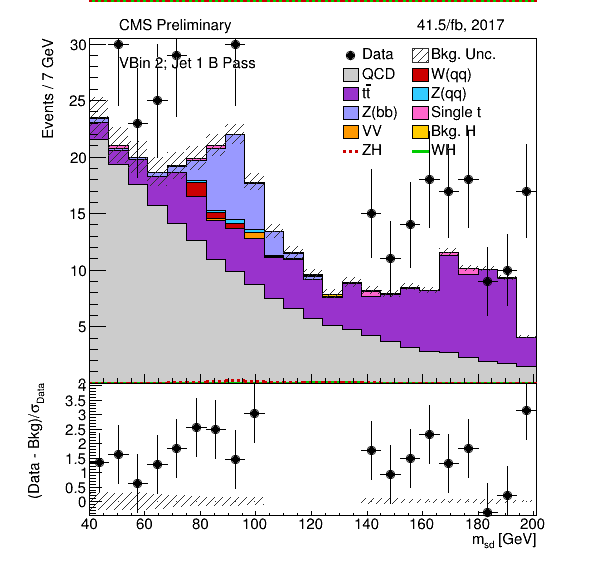 CMS Preliminary 41.5/fb, 2017
VBin 2; Jet 1 B Pass
Data Bkg. Unc.
QCD W(qq)
tt̄ Z(qq)
Z(bb) Single t
VV Bkg. H
ZH WH
Events / 7 GeV
30
25
20
15
10
5
(Data - Bkg)/σData
4
3.5
3
2.5
2
1.5
1
0.5
0
40 60 80 100 120 140 160 180 200
msd [GeV]